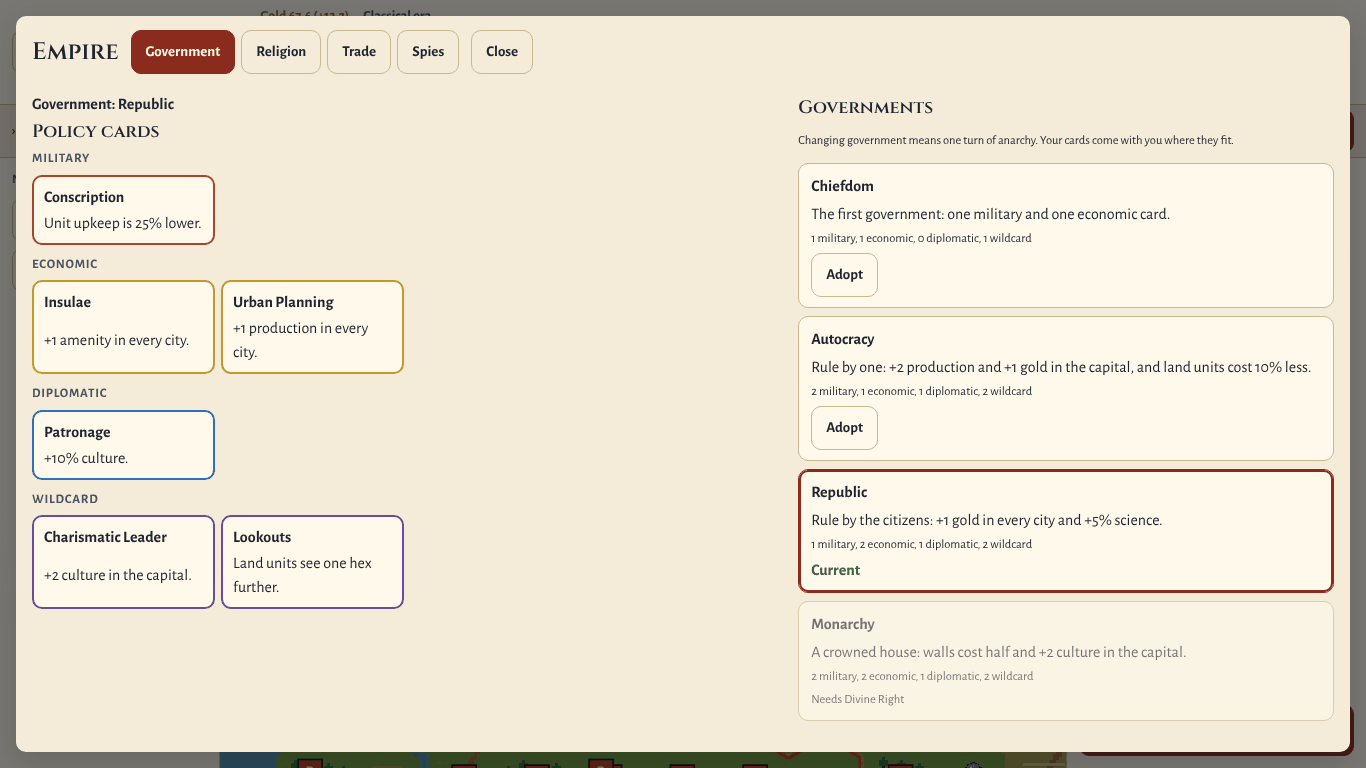 Classical era
Empire
Government
Religion
Trade
Spies
Close
Government: Republic
Policy cards
MILITARY
Conscription
Unit upkeep is 25% lower.
ECONOMIC
Insulae
+1 amenity in every city.
Urban Planning
+1 production in every
city.
DIPLOMATIC
Patronage
+10% culture.
WILDCARD
Charismatic Leader
+2 culture in the capital.
Lookouts
Land units see one hex
further.
Governments
Changing government means one turn of anarchy. Your cards come with you where they fit.
Chiefdom
The first government: one military and one economic card.
1 military, 1 economic, 0 diplomatic, 1 wildcard
Adopt
Autocracy
Rule by one: +2 production and +1 gold in the capital, and land units cost 10% less.
2 military, 1 economic, 1 diplomatic, 2 wildcard
Adopt
Republic
Rule by the citizens: +1 gold in every city and +5% science.
1 military, 2 economic, 1 diplomatic, 2 wildcard
Current
Monarchy
A crowned house: walls cost half and +2 culture in the capital.
2 military, 2 economic, 1 diplomatic, 2 wildcard
Needs Divine Right